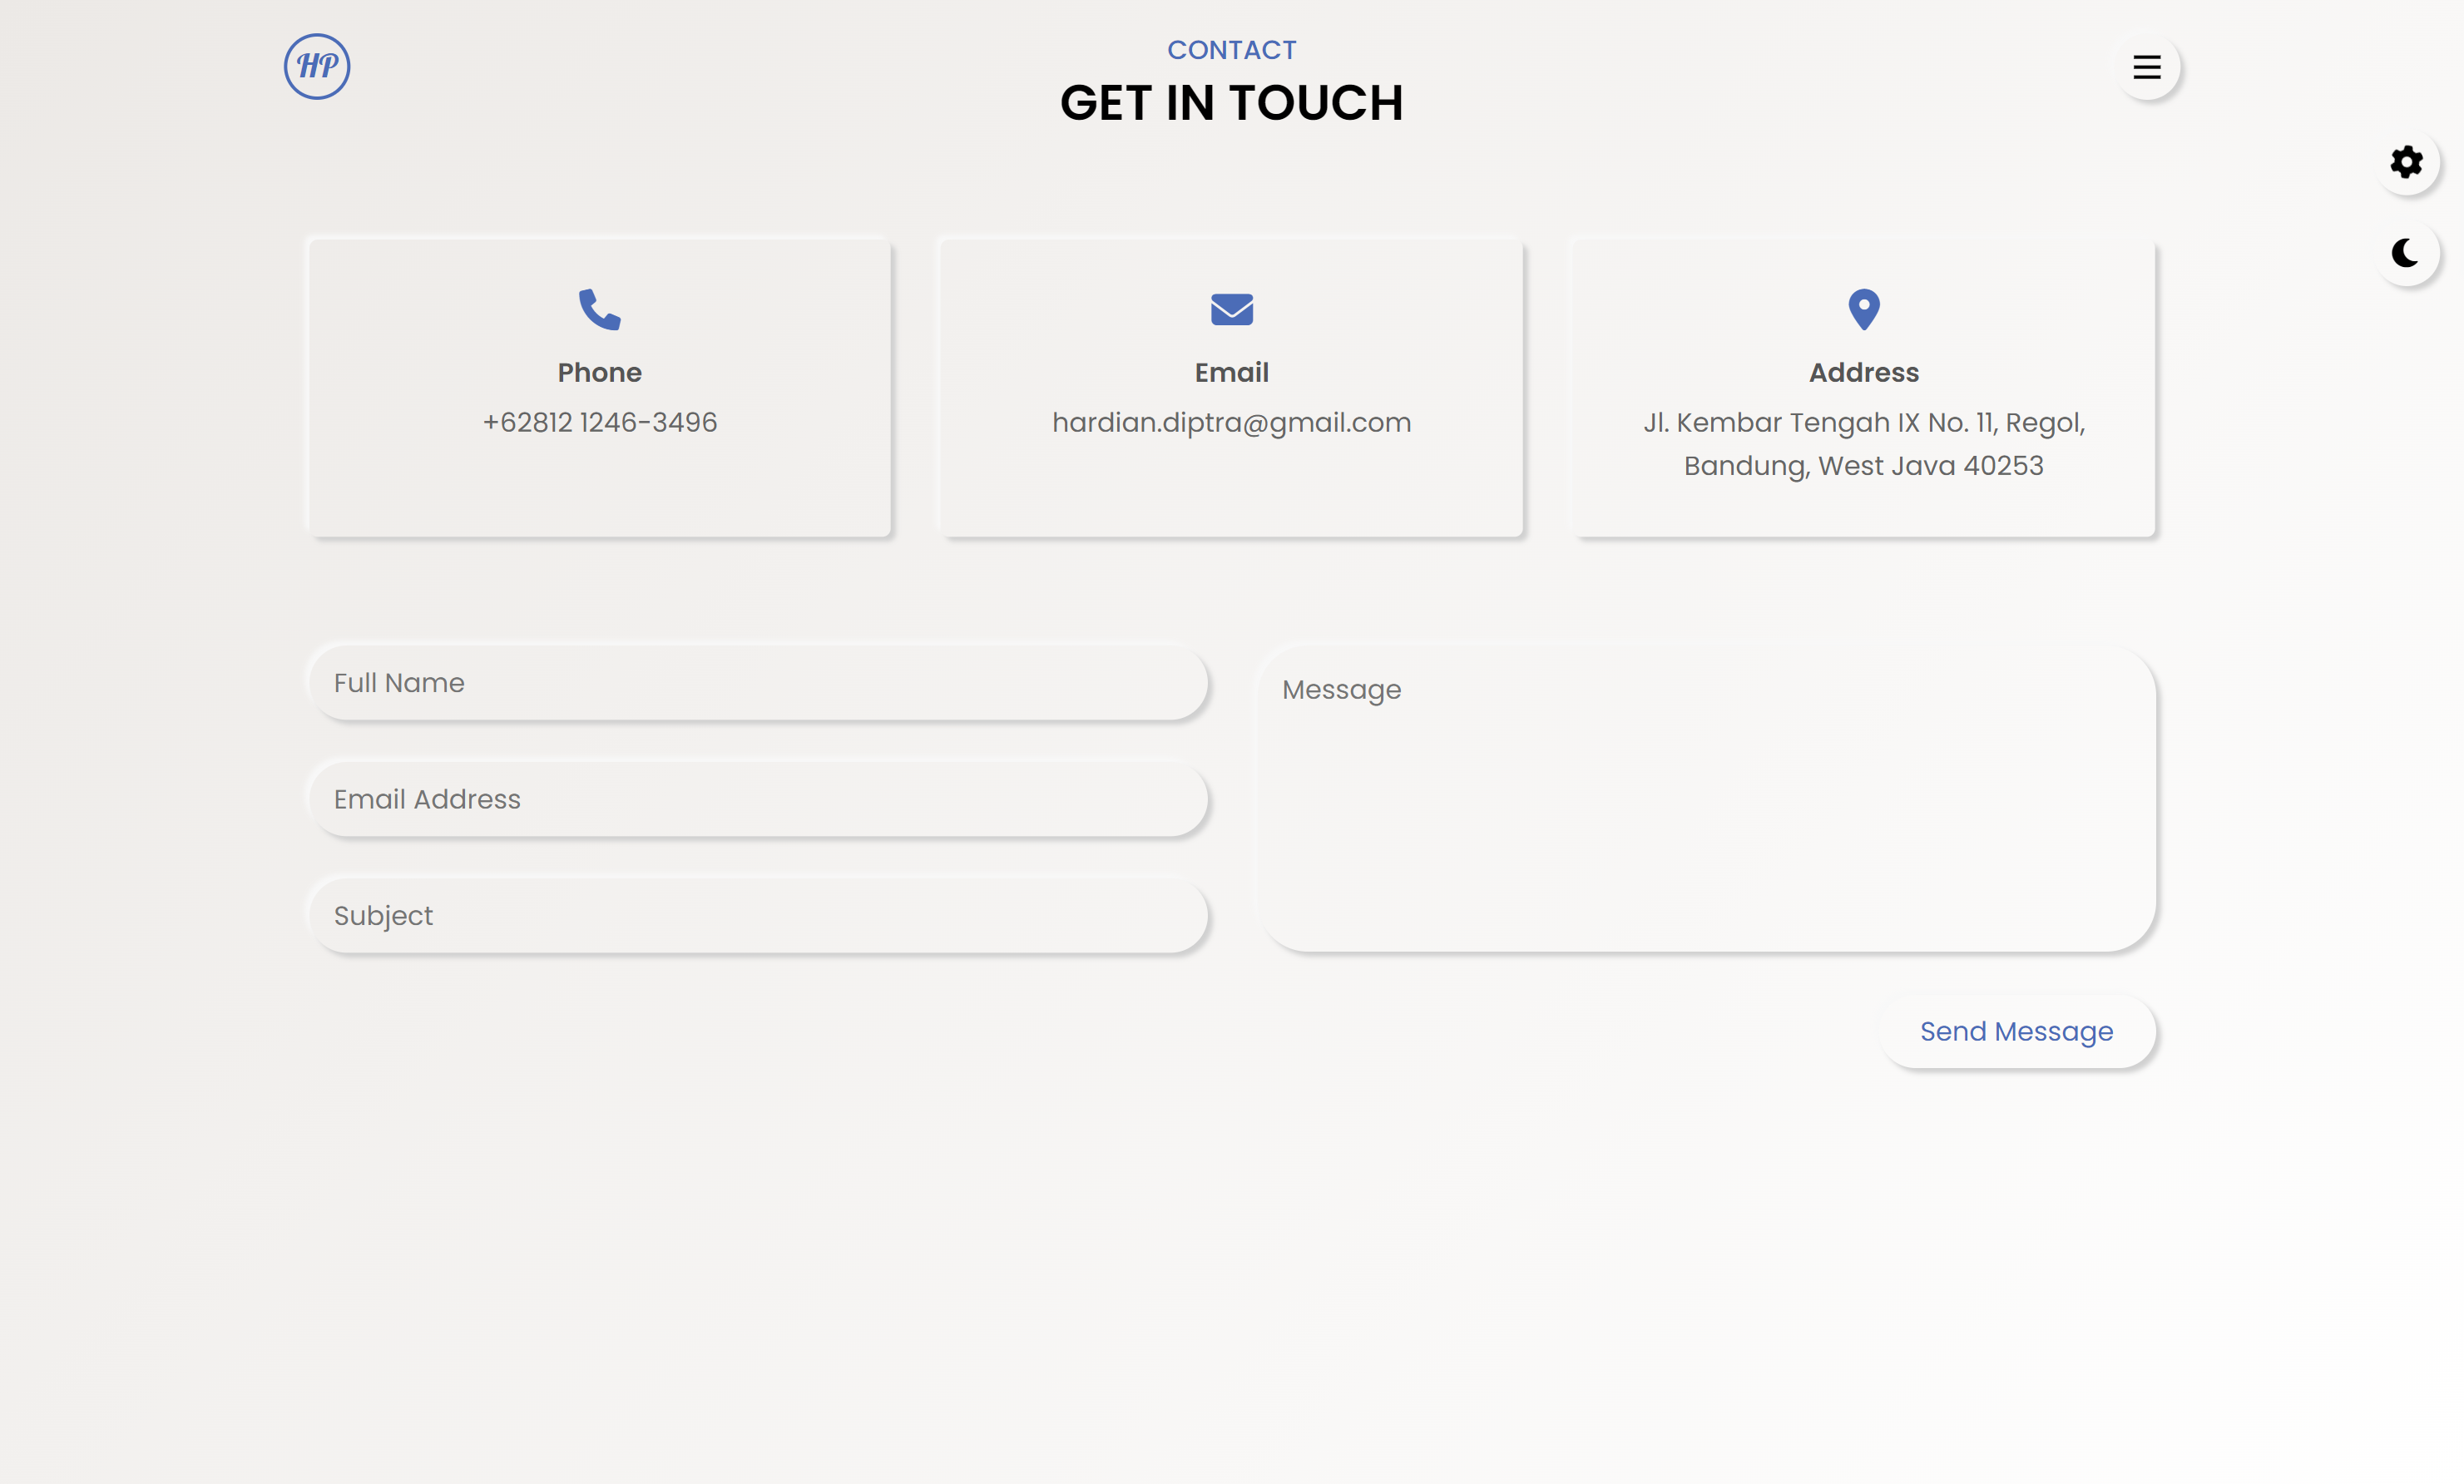 HP
CONTACT
GET IN TOUCH
Phone
+62812 1246-3496
Email
hardian.diptra@gmail.com
Address
Jl. Kembar Tengah IX No. 11, Regol,
Bandung, West Java 40253
Full Name
Email Address
Subject
Message
Send Message